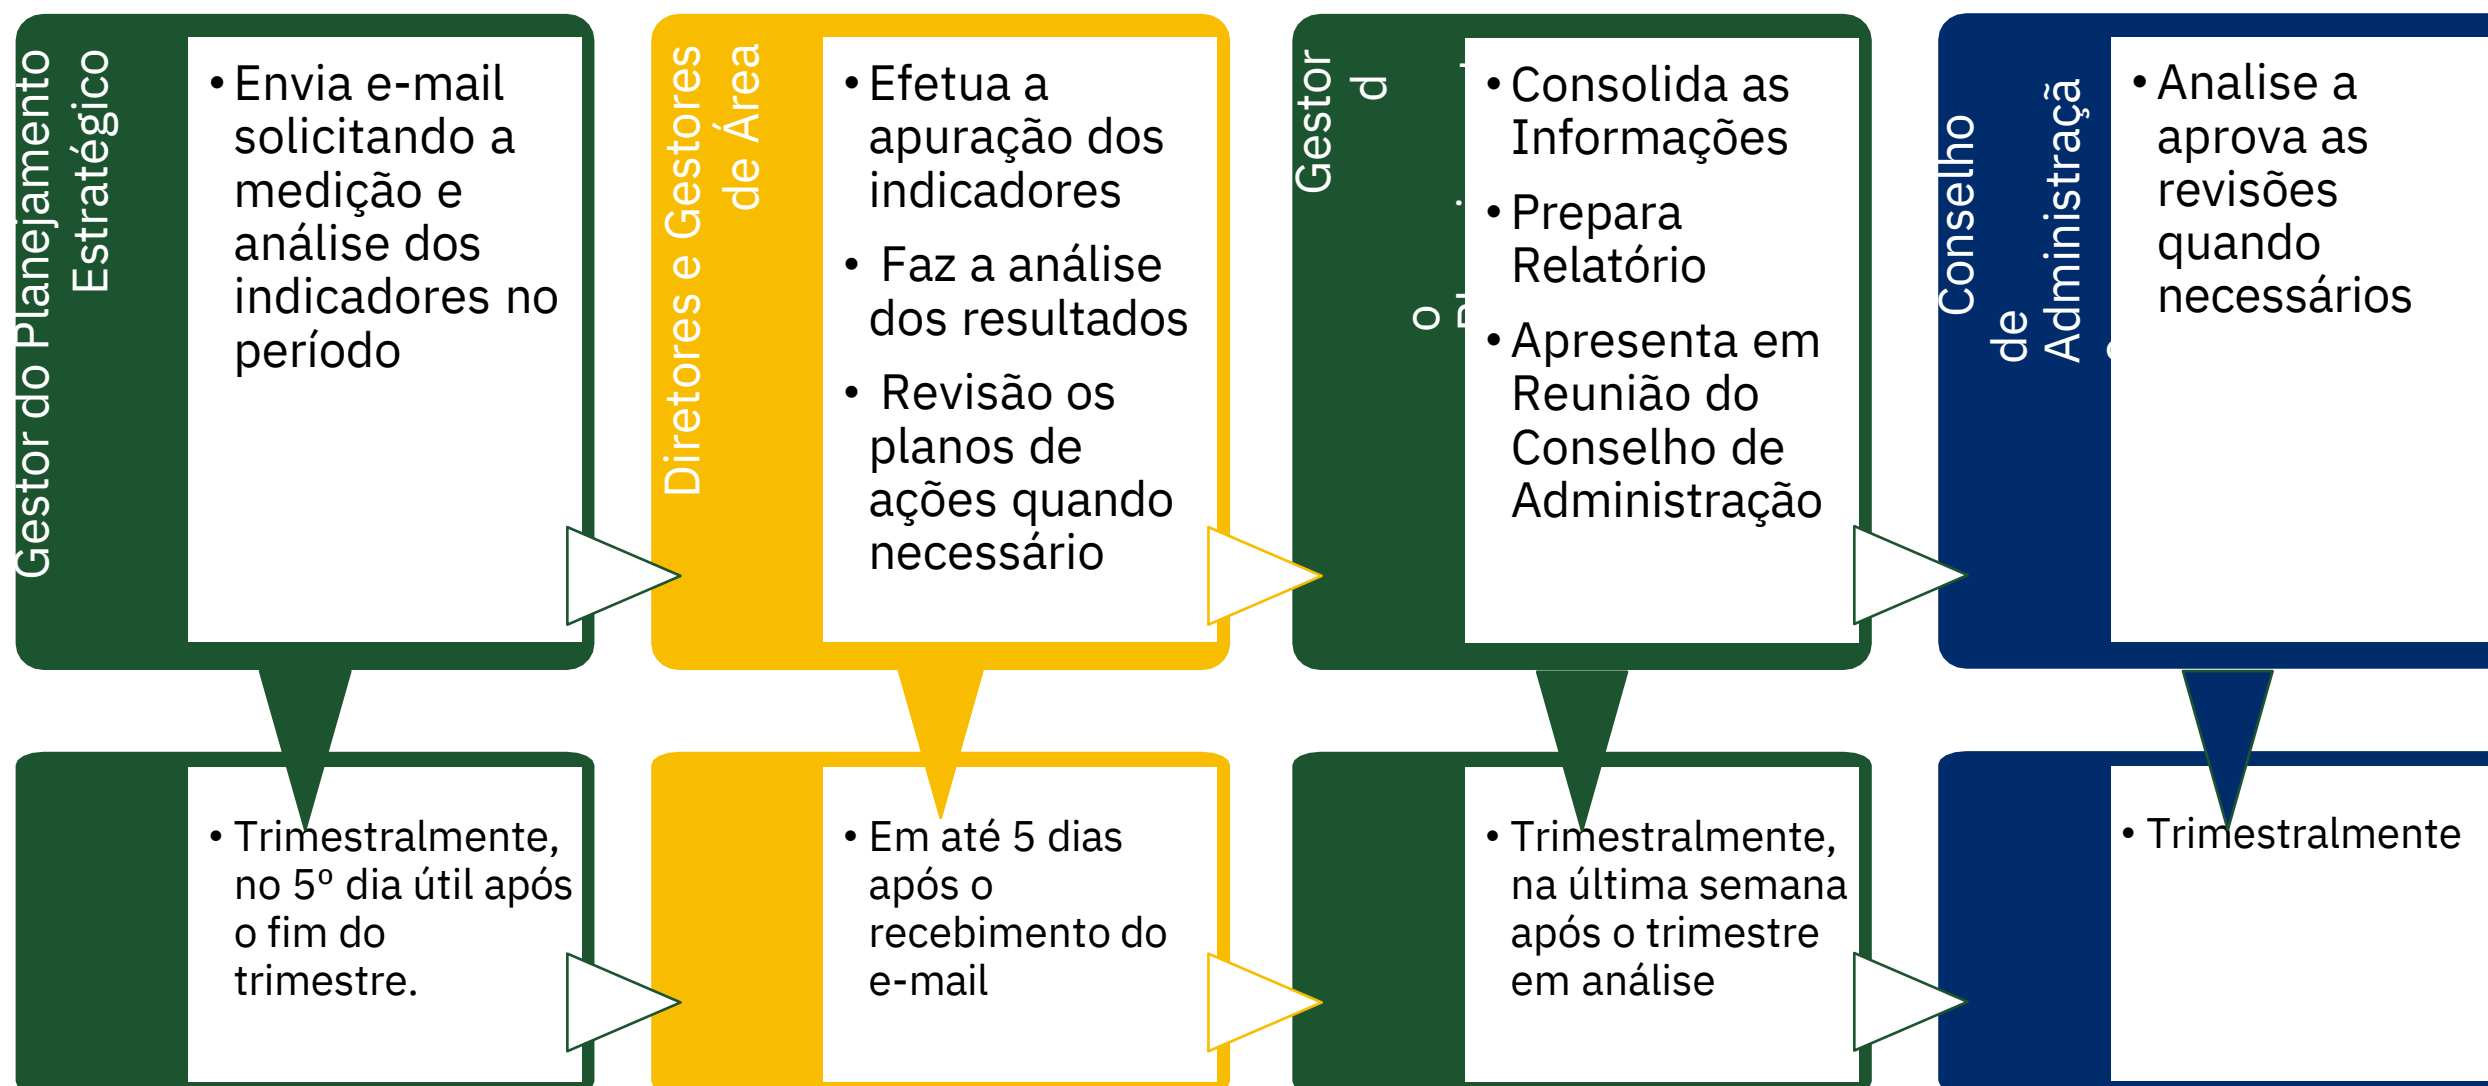 Gestor do Planejamento
Estratégico
• Envia e-mail
solicitando a
medição e
análise dos
indicadores no
período
Diretores e Gestores
de Área
• Efetua a
apuração dos
indicadores
• Faz a análise
dos resultados
• Revisão os
planos de
ações quando
necessário
Gestor
d
o
• Consolida as
Informações
• Prepara
Relatório
• Apresenta em
Reunião do
Conselho de
Administração
Conselho
de
Administraçã
• Analise a
aprova as
revisões
quando
necessários
• Trimestralmente,
no 5º dia útil após
o fim do
trimestre.
• Em até 5 dias
após o
recebimento do
e-mail
• Trimestralmente,
na última semana
após o trimestre
em análise
• Trimestralmente